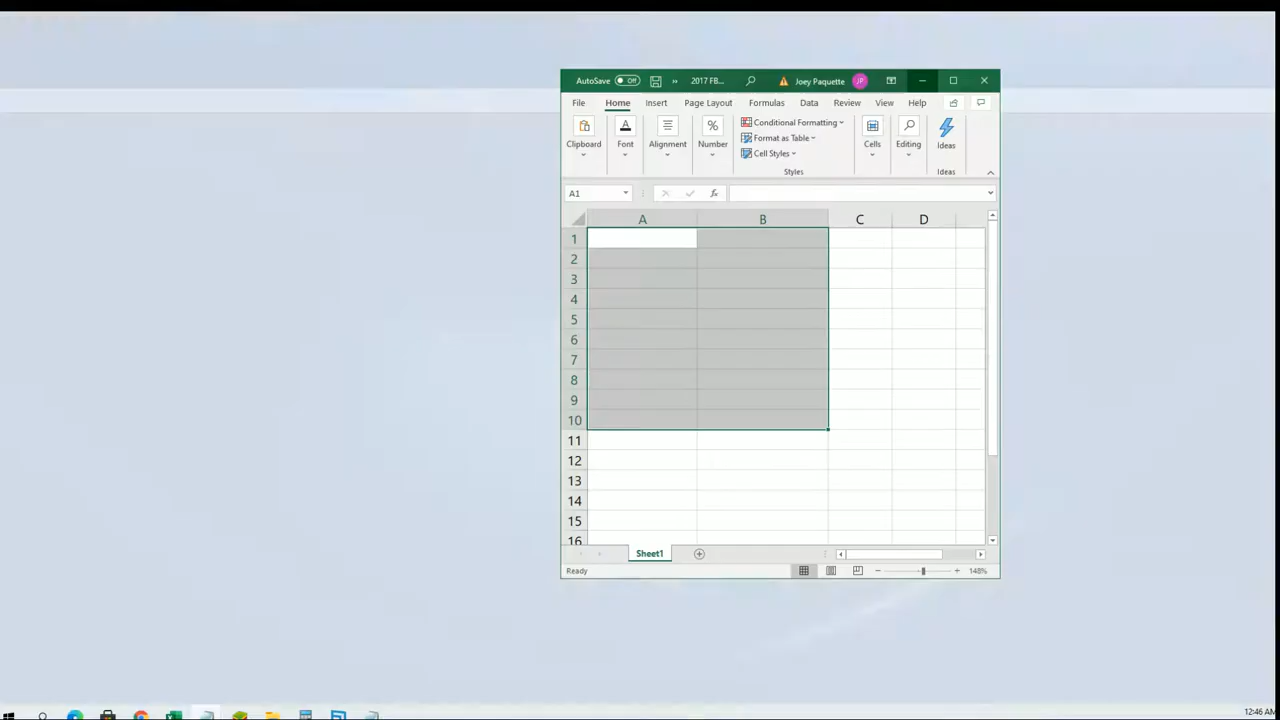 AutoSave Off 2017 FB... Joey Paquette JP
File Home Insert Page Layout Formulas Data Review View Help
Conditional Formatting
Format as Table
Cell Styles
Clipboard Font Alignment Number Cells Editing Ideas
Styles Ideas
A1 fx
A B C D
1
2
3
4
5
6
7
8
9
10
11
12
13
14
15
16
Sheet1
Ready 148%
12:46 AM